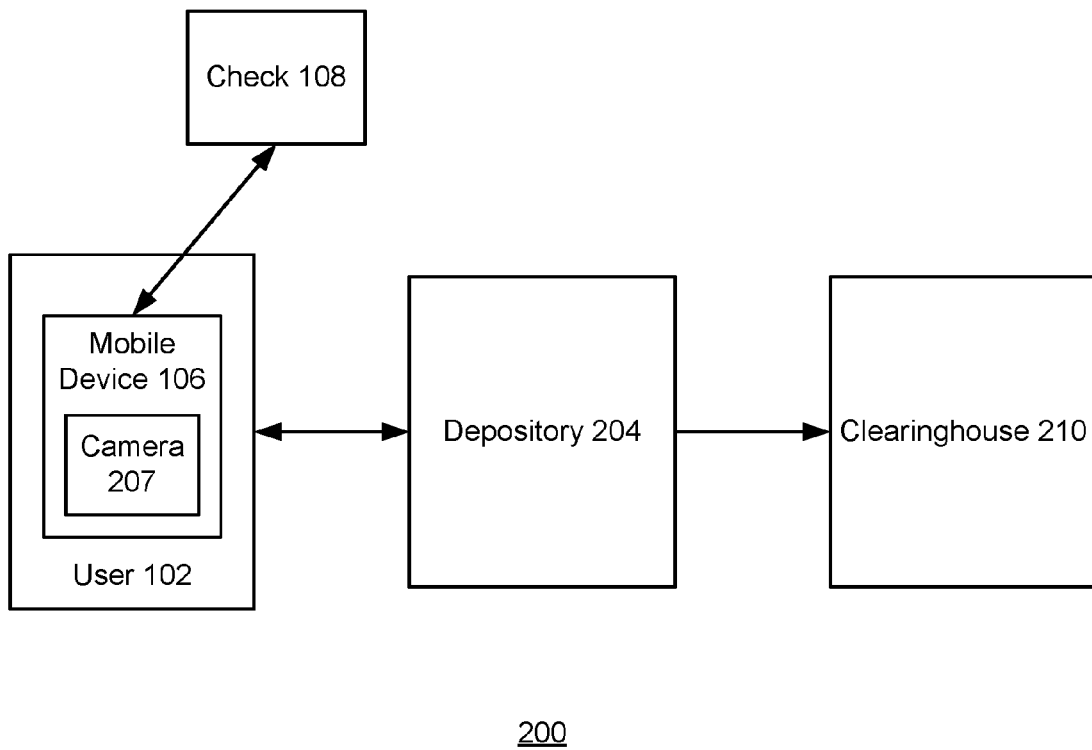 Check 108
Mobile
Device 106
Camera
207
User 102
Depository 204
Clearinghouse 210
200